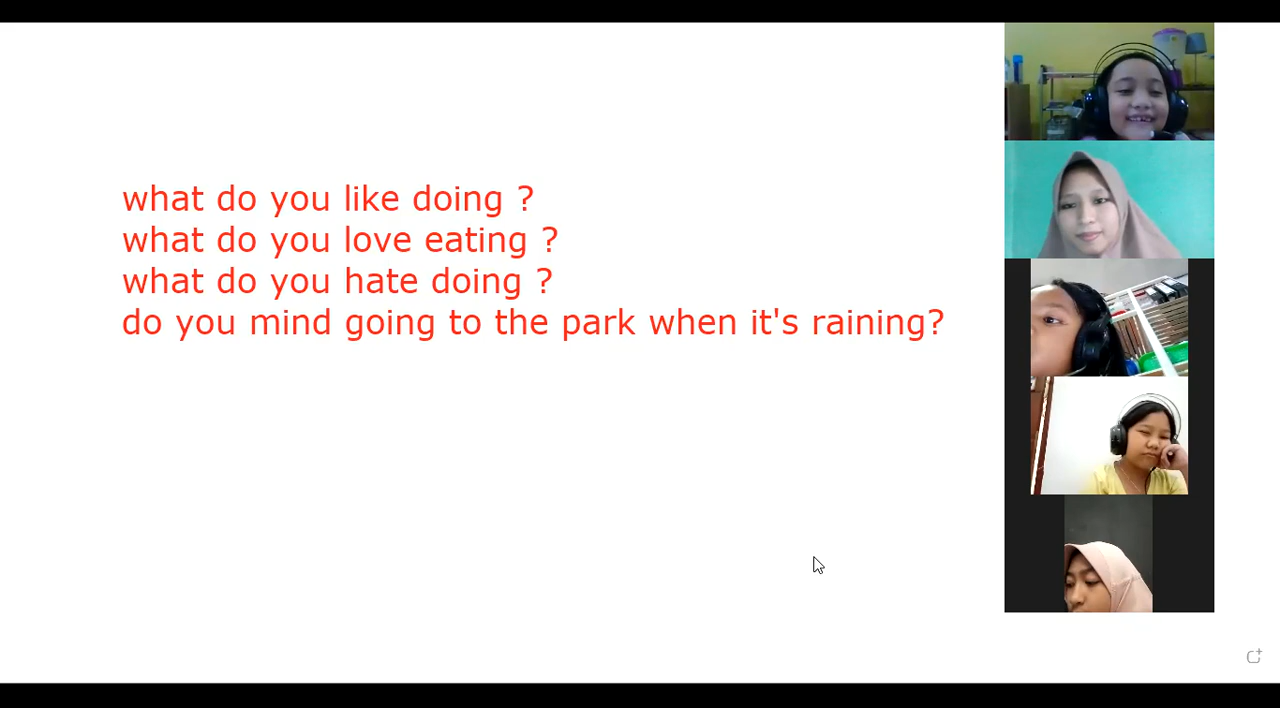 what do you like doing ?
what do you love eating ?
what do you hate doing ?
do you mind going to the park when it's raining?